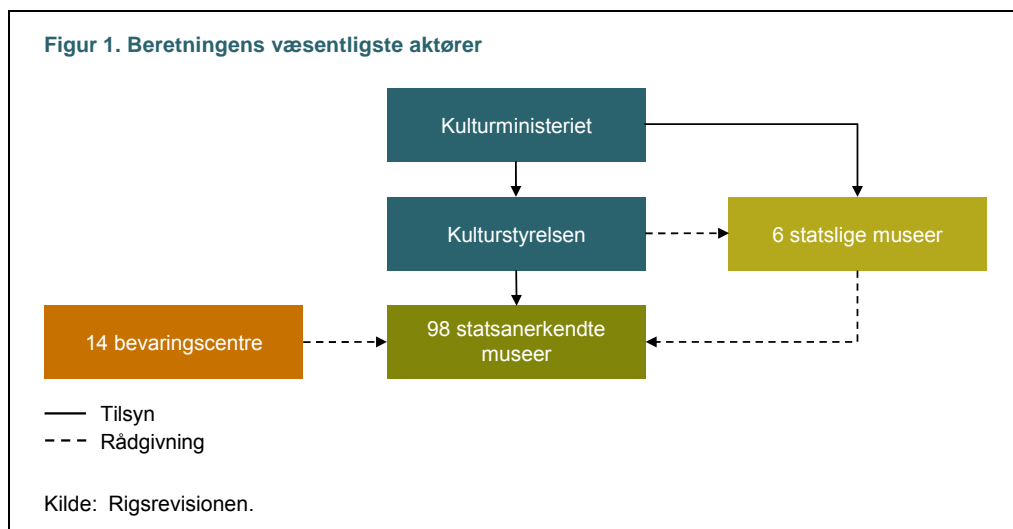 Figur 1. Beretningens væsentligste aktører
Kulturministeriet
Kulturstyrelsen
6 statslige museer
14 bevaringscentre
98 statsanerkendte
museer
Tilsyn
Rådgivning
Kilde: Rigsrevisionen.